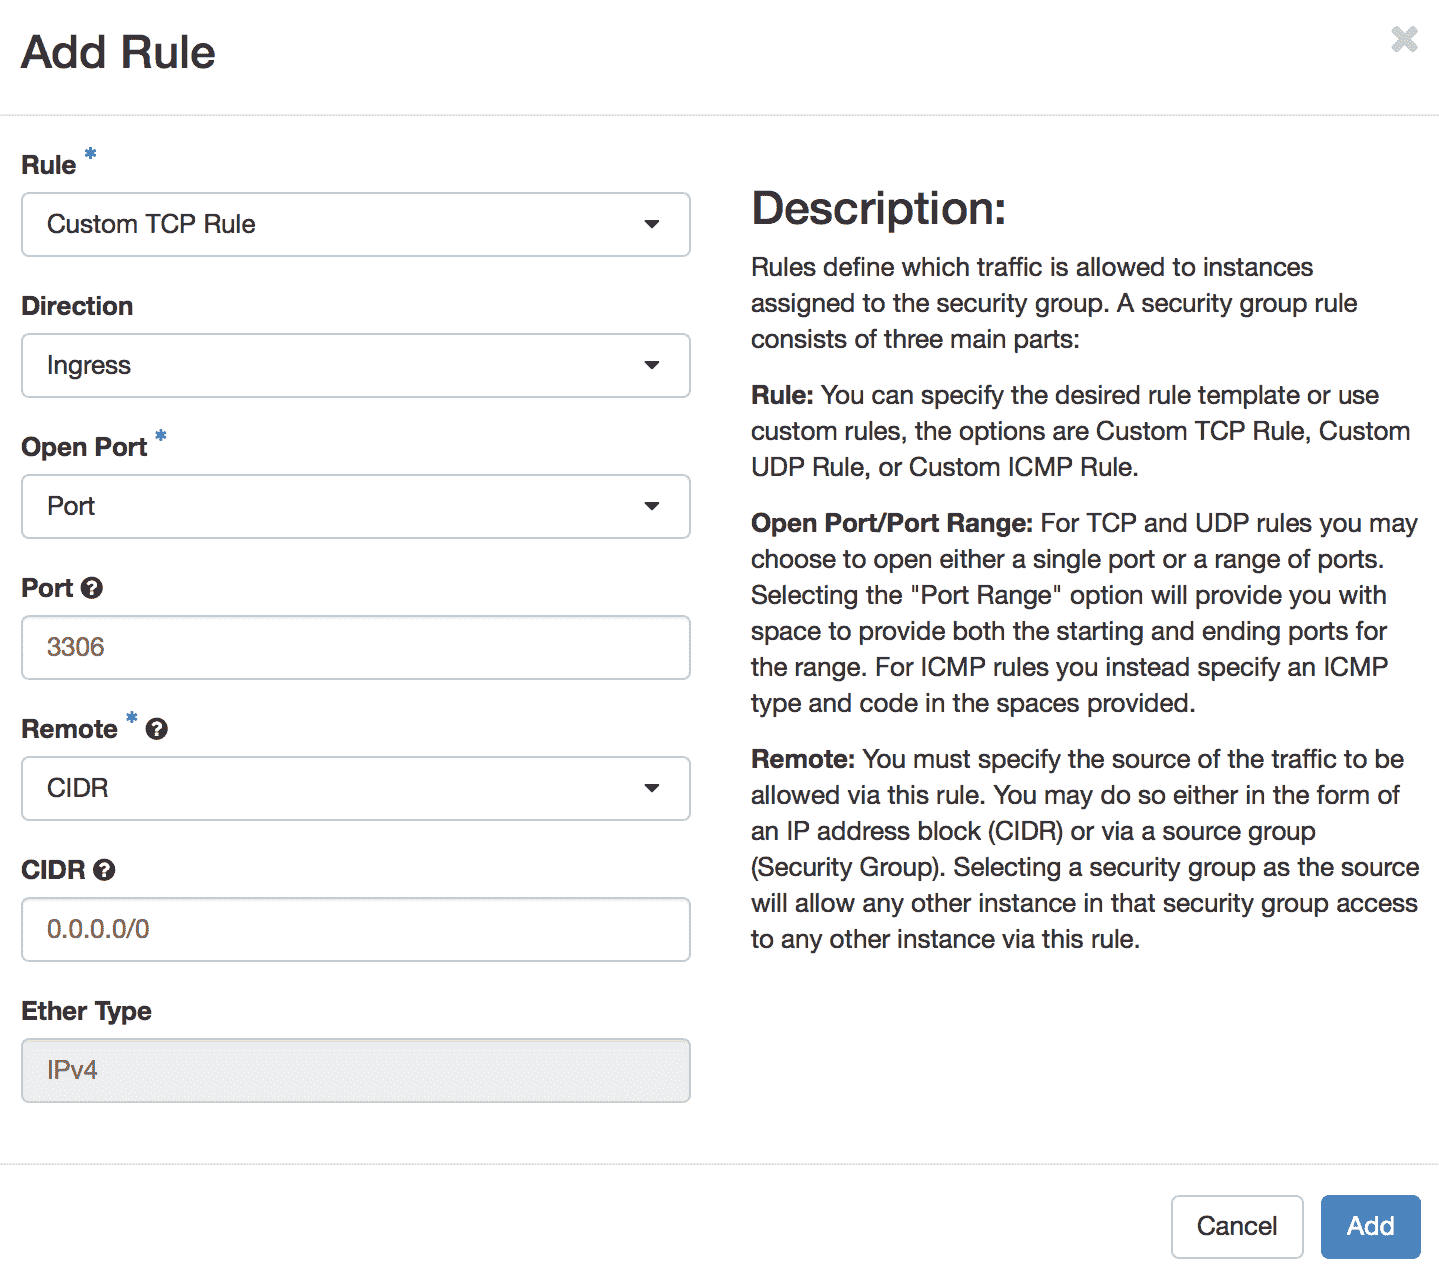 Add Rule
Rule *
Custom TCP Rule
Direction
Ingress
Open Port *
Port
Port ?
3306
Remote * ?
CIDR
CIDR ?
0.0.0.0/0
Ether Type
IPv4
Description:
Rules define which traffic is allowed to instances
assigned to the security group. A security group rule
consists of three main parts:
Rule: You can specify the desired rule template or use
custom rules, the options are Custom TCP Rule, Custom
UDP Rule, or Custom ICMP Rule.
Open Port/Port Range: For TCP and UDP rules you may
choose to open either a single port or a range of ports.
Selecting the "Port Range" option will provide you with
space to provide both the starting and ending ports for
the range. For ICMP rules you instead specify an ICMP
type and code in the spaces provided.
Remote: You must specify the source of the traffic to be
allowed via this rule. You may do so either in the form of
an IP address block (CIDR) or via a source group
(Security Group). Selecting a security group as the source
will allow any other instance in that security group access
to any other instance via this rule.
Cancel
Add